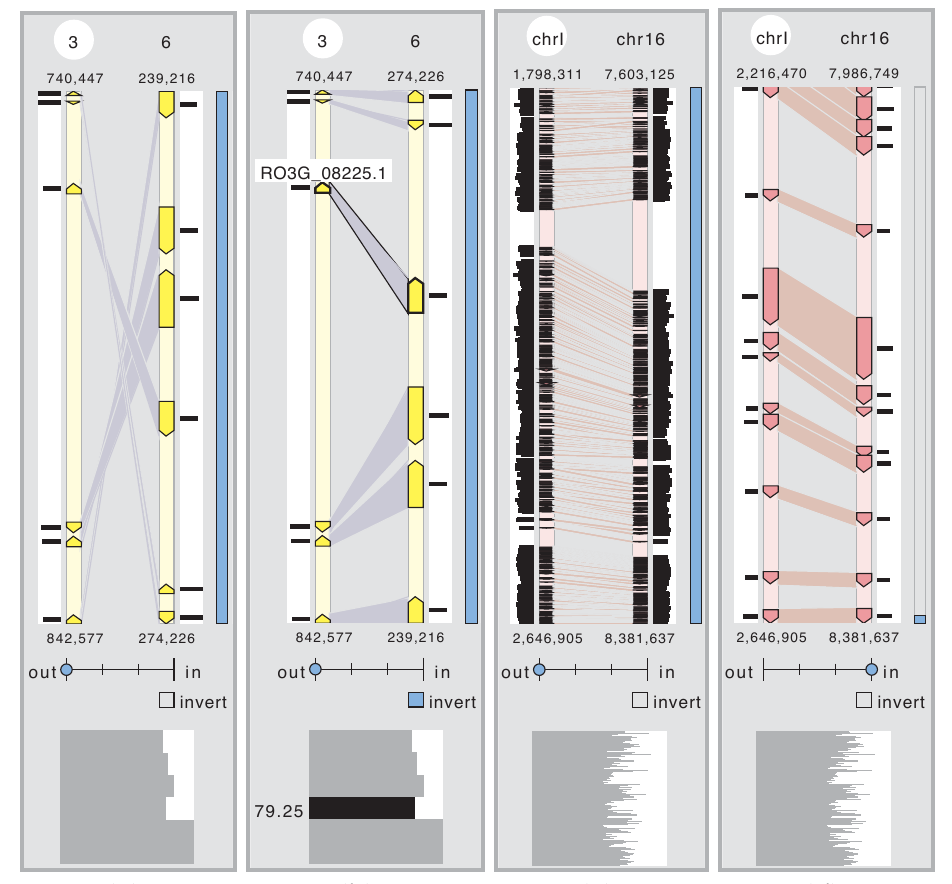 3 6
740,447 239,216
842,577 274,226
out in
invert
3 6
740,447 274,226
RO3G_08225.1
842,577 239,216
out in
invert
79.25
chrI chr16
1,798,311 7,603,125
2,646,905 8,381,637
out in
invert
chrI chr16
2,216,470 7,986,749
2,646,905 8,381,637
out in
invert